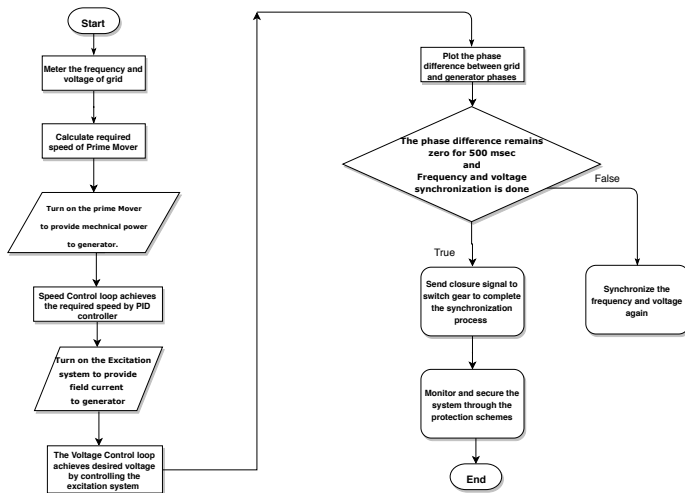 Start
Meter the frequency and
voltage of grid
Calculate required
speed of Prime Mover
Turn on the prime Mover
to provide mechnical power
to generator.
Speed Control loop achieves
the required speed by PID
controller
Turn on the Excitation
system to provide
field current
to generator
The Voltage Control loop
achieves desired voltage
by controlling the
excitation system
Plot the phase
difference between grid
and generator phases
The phase difference remains
zero for 500 msec
and
Frequency and voltage
synchronization is done
False
True
Send closure signal to
switch gear to complete
the synchronization
process
Synchronize the
frequency and voltage
again
Monitor and secure the
system through the
protection schemes
End